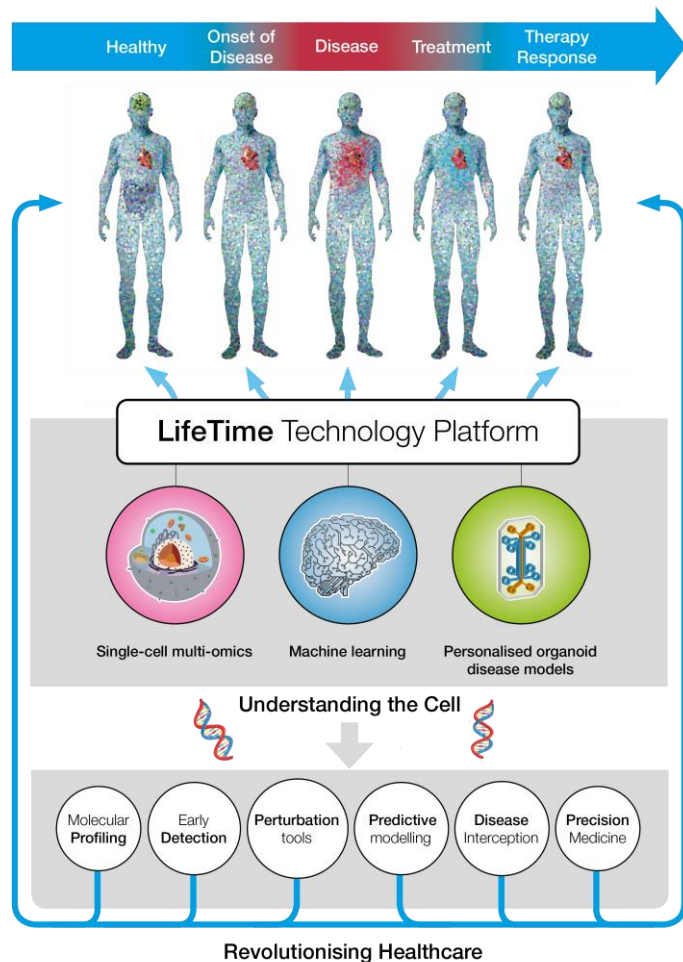 Healthy
Onset of
Disease
Disease
Treatment
Therapy
Response
LifeTime Technology Platform
Single-cell multi-omics
Machine learning
Personalised organoid
disease models
Understanding the Cell
Molecular
Profiling
Early
Detection
Perturbation
tools
Predictive
modelling
Disease
Interception
Precision
Medicine
Revolutionising Healthcare